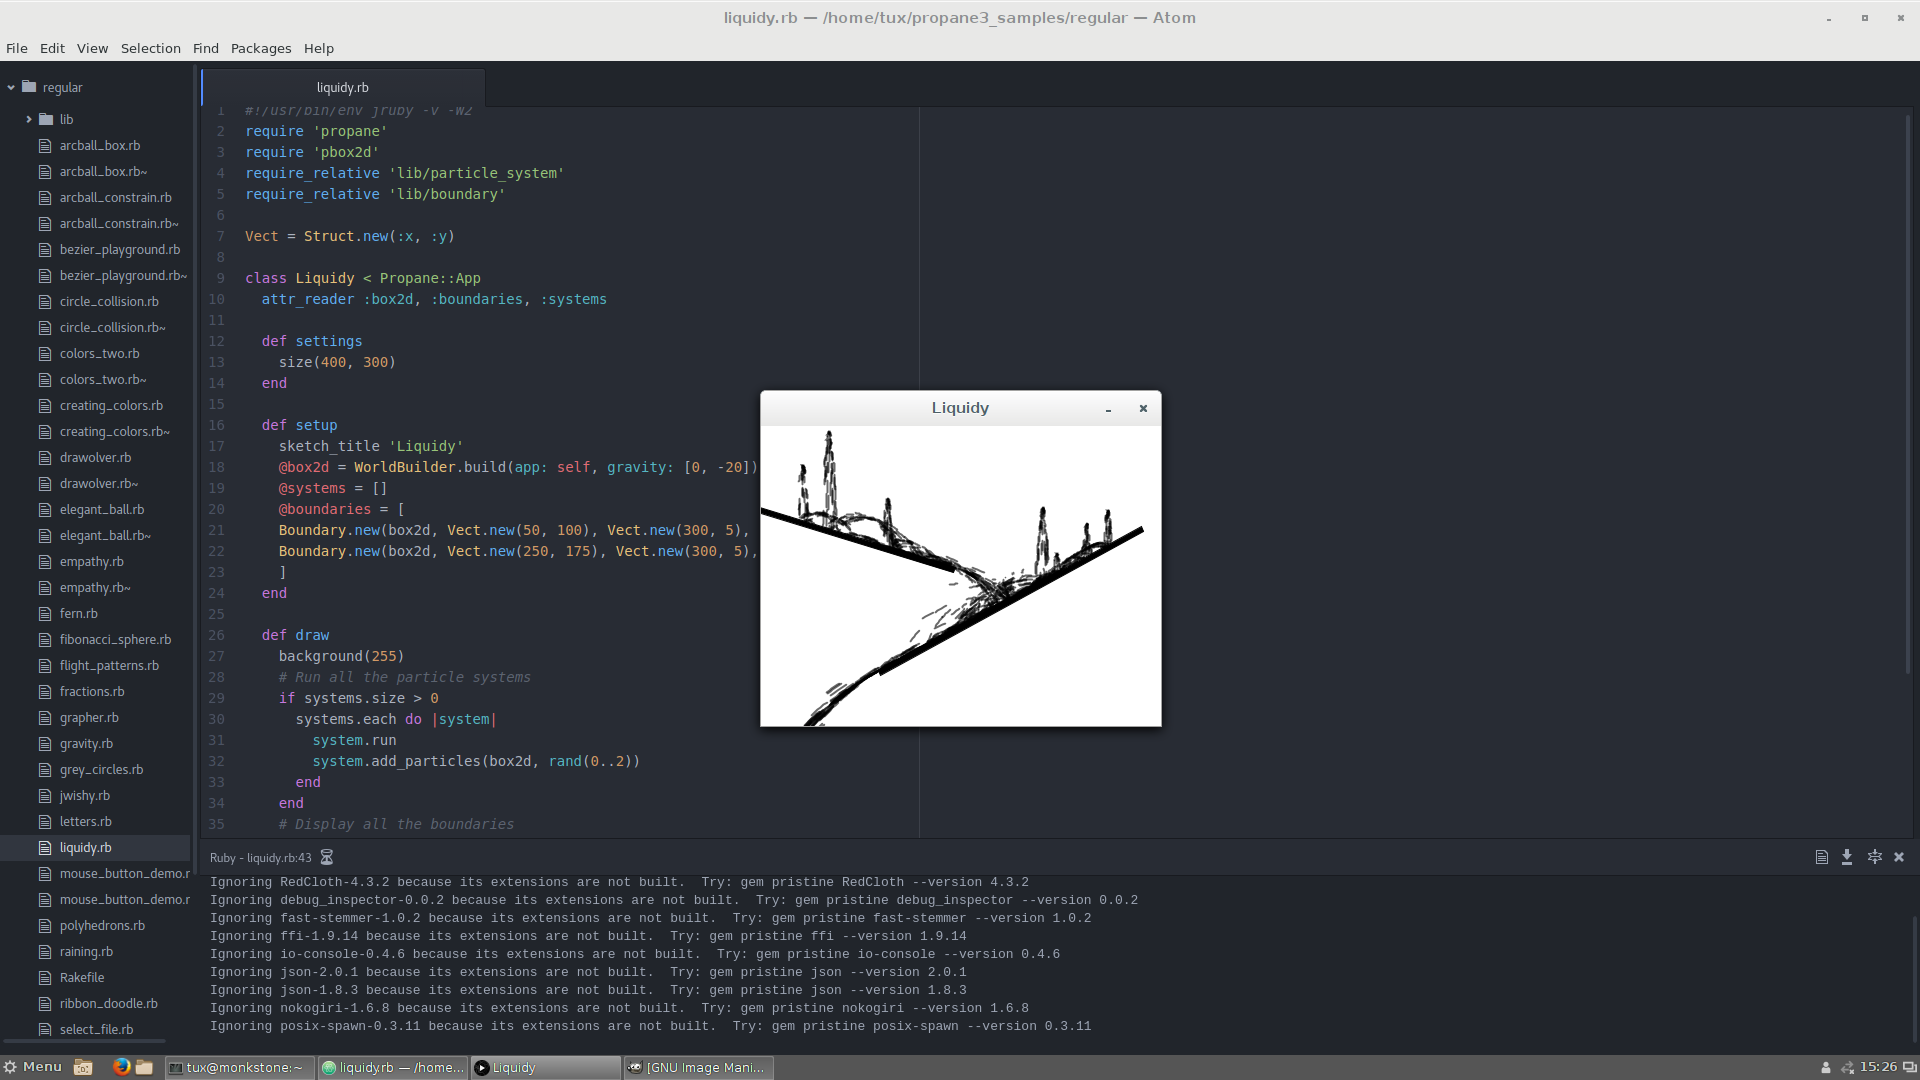 liquidy.rb — /home/tux/propane3_samples/regular — Atom
File Edit View Selection Find Packages Help
regular
lib
arcball_box.rb
arcball_box.rb~
arcball_constrain.rb
arcball_constrain.rb~
bezier_playground.rb
bezier_playground.rb~
circle_collision.rb
circle_collision.rb~
colors_two.rb
colors_two.rb~
creating_colors.rb
creating_colors.rb~
drawolver.rb
drawolver.rb~
elegant_ball.rb
elegant_ball.rb~
empathy.rb
empathy.rb~
fern.rb
fibonacci_sphere.rb
flight_patterns.rb
fractions.rb
grapher.rb
gravity.rb
grey_circles.rb
jwishy.rb
letters.rb
liquidy.rb
mouse_button_demo.r
mouse_button_demo.r
polyhedrons.rb
raining.rb
Rakefile
ribbon_doodle.rb
select_file.rb
liquidy.rb
1 #!/usr/bin/env jruby -v -W2
2 require 'propane'
3 require 'pbox2d'
4 require_relative 'lib/particle_system'
5 require_relative 'lib/boundary'
6
7 Vect = Struct.new(:x, :y)
8
9 class Liquidy < Propane::App
10 attr_reader :box2d, :boundaries, :systems
11
12 def settings
13 size(400, 300)
14 end
15
16 def setup
17 sketch_title 'Liquidy'
18 @box2d = WorldBuilder.build(app: self, gravity: [0, -20])
19 @systems = []
20 @boundaries = [
21 Boundary.new(box2d, Vect.new(50, 100), Vect.new(300, 5),
22 Boundary.new(box2d, Vect.new(250, 175), Vect.new(300, 5),
23 ]
24 end
25
26 def draw
27 background(255)
28 # Run all the particle systems
29 if systems.size > 0
30 systems.each do |system|
31 system.run
32 system.add_particles(box2d, rand(0..2))
33 end
34 end
35 # Display all the boundaries
Liquidy
Ruby - liquidy.rb:43
Ignoring RedCloth-4.3.2 because its extensions are not built.  Try: gem pristine RedCloth --version 4.3.2
Ignoring debug_inspector-0.0.2 because its extensions are not built.  Try: gem pristine debug_inspector --version 0.0.2
Ignoring fast-stemmer-1.0.2 because its extensions are not built.  Try: gem pristine fast-stemmer --version 1.0.2
Ignoring ffi-1.9.14 because its extensions are not built.  Try: gem pristine ffi --version 1.9.14
Ignoring io-console-0.4.6 because its extensions are not built.  Try: gem pristine io-console --version 0.4.6
Ignoring json-2.0.1 because its extensions are not built.  Try: gem pristine json --version 2.0.1
Ignoring json-1.8.3 because its extensions are not built.  Try: gem pristine json --version 1.8.3
Ignoring nokogiri-1.6.8 because its extensions are not built.  Try: gem pristine nokogiri --version 1.6.8
Ignoring posix-spawn-0.3.11 because its extensions are not built.  Try: gem pristine posix-spawn --version 0.3.11
Menu tux@monkstone:~ liquidy.rb — /home... Liquidy [GNU Image Mani... 15:26